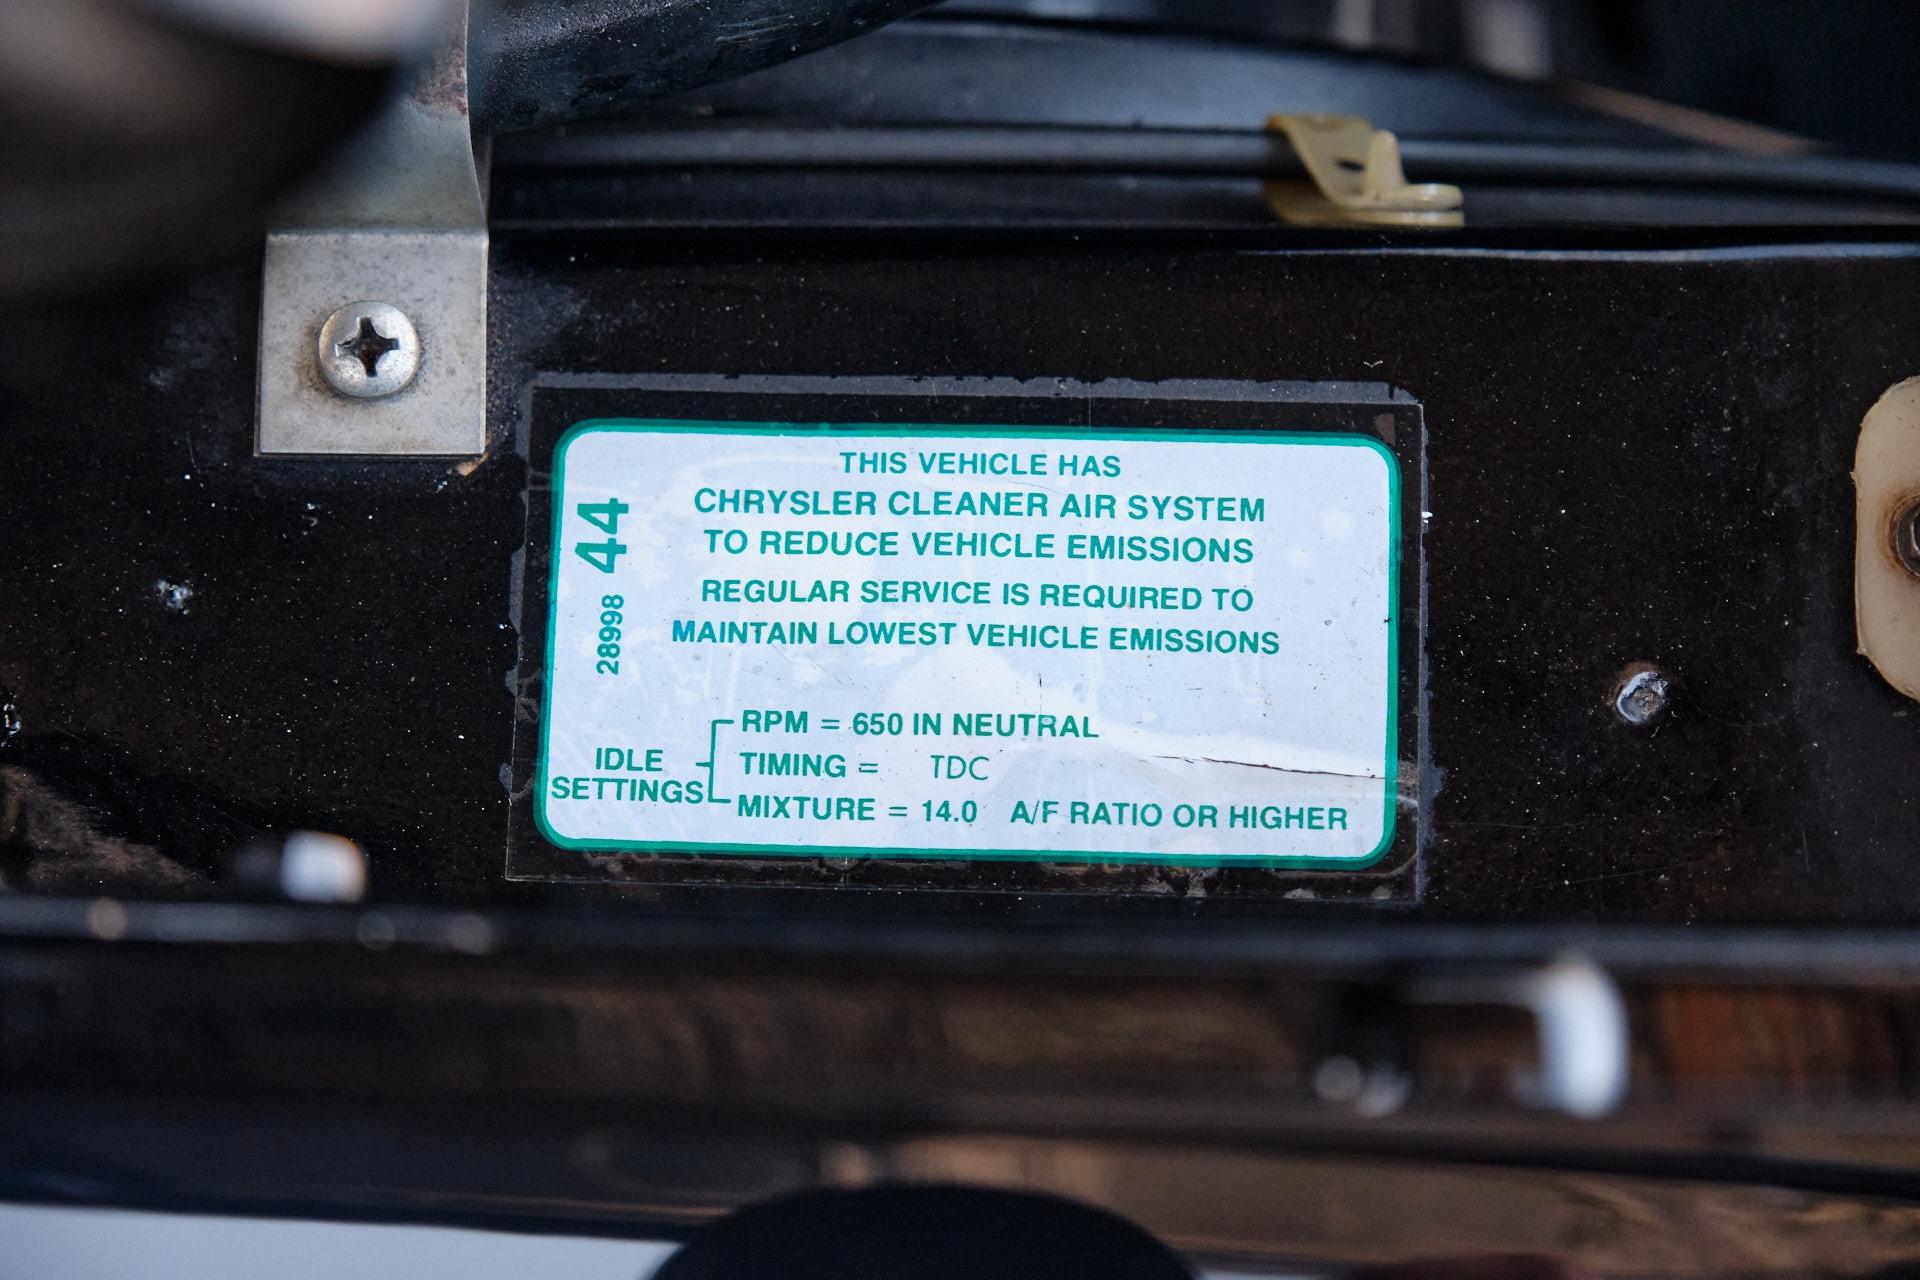 THIS VEHICLE HAS
CHRYSLER CLEANER AIR SYSTEM
TO REDUCE VEHICLE EMISSIONS
REGULAR SERVICE IS REQUIRED TO
MAINTAIN LOWEST VEHICLE EMISSIONS
28998 44
IDLE
SETTINGS
RPM = 650 IN NEUTRAL
TIMING = TDC
MIXTURE = 14.0 A/F RATIO OR HIGHER